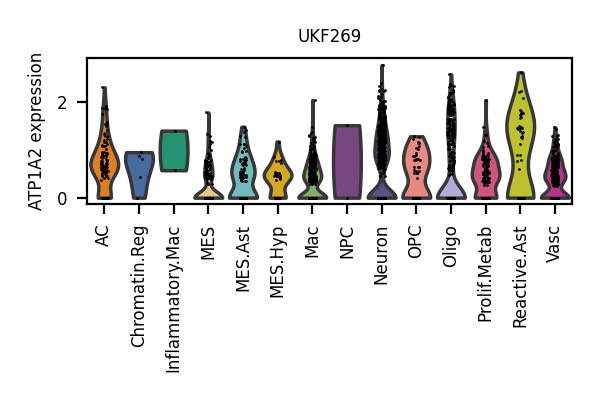 UKF269
ATP1A2 expression
2
0
AC
Chromatin.Reg
Inflammatory.Mac
MES
MES.Ast
MES.Hyp
Mac
NPC
Neuron
OPC
Oligo
Prolif.Metab
Reactive.Ast
Vasc